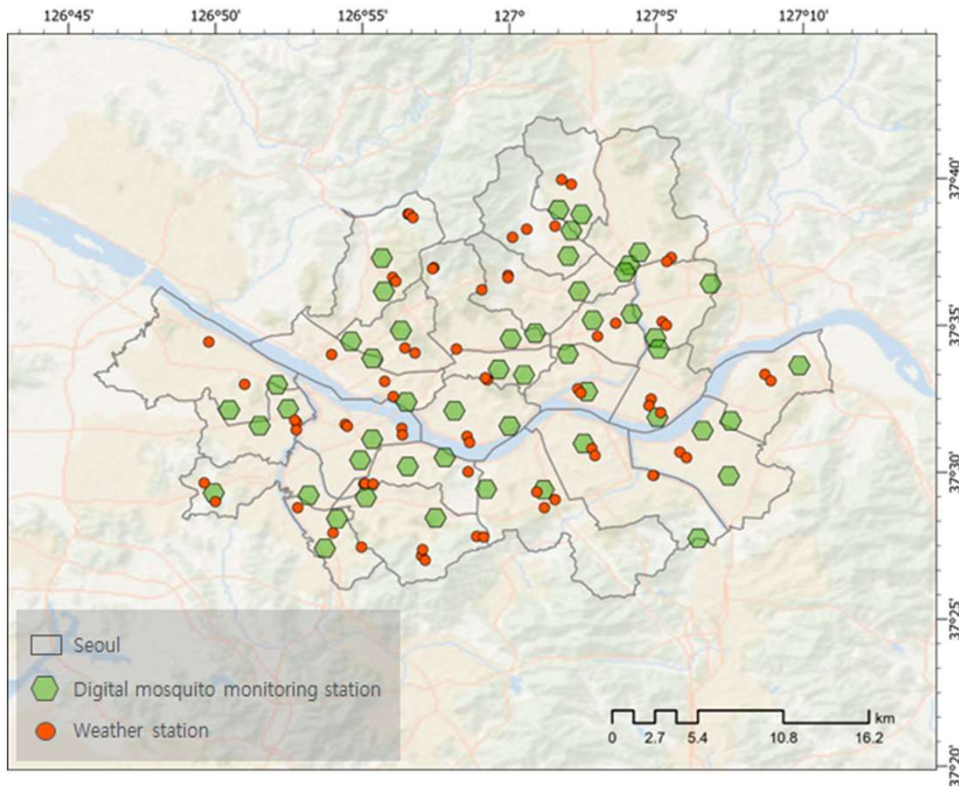 126°45' 126°50' 126°55' 127° 127°5' 127°10'
37°40'
37°35'
37°30'
37°25'
37°20'
Seoul
Digital mosquito monitoring station
Weather station
km
0 2.7 5.4 10.8 16.2